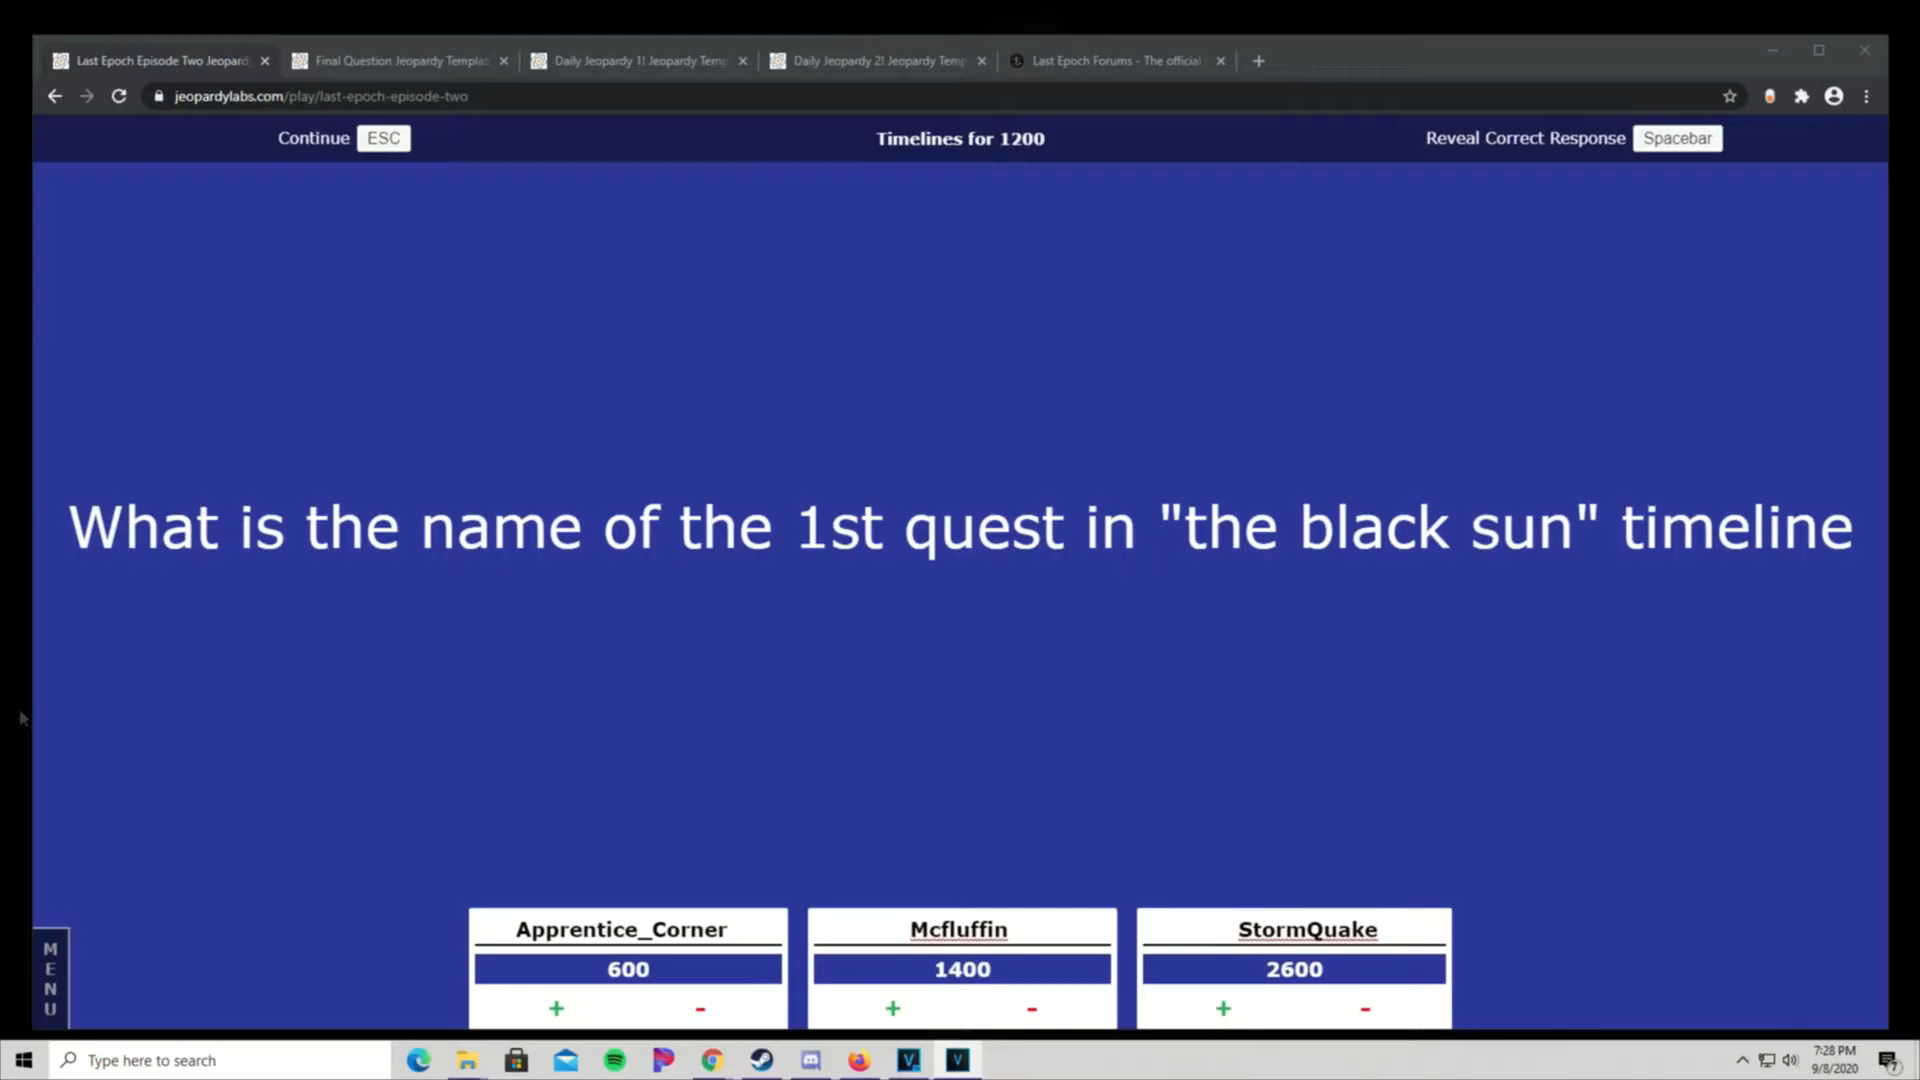 Last Epoch Episode Two Jeopard
Final Question Jeopardy Templat
Daily Jeopardy 1! Jeopardy Temp
Daily Jeopardy 2! Jeopardy Temp
Last Epoch Forums - The official
jeopardylabs.com/play/last-epoch-episode-two
Continue ESC
Timelines for 1200
Reveal Correct Response Spacebar
What is the name of the 1st quest in "the black sun" timeline
MENU
Apprentice_Corner
600
+ -
Mcfluffin
1400
+ -
StormQuake
2600
+ -
Type here to search
7:28 PM
9/8/2020
7